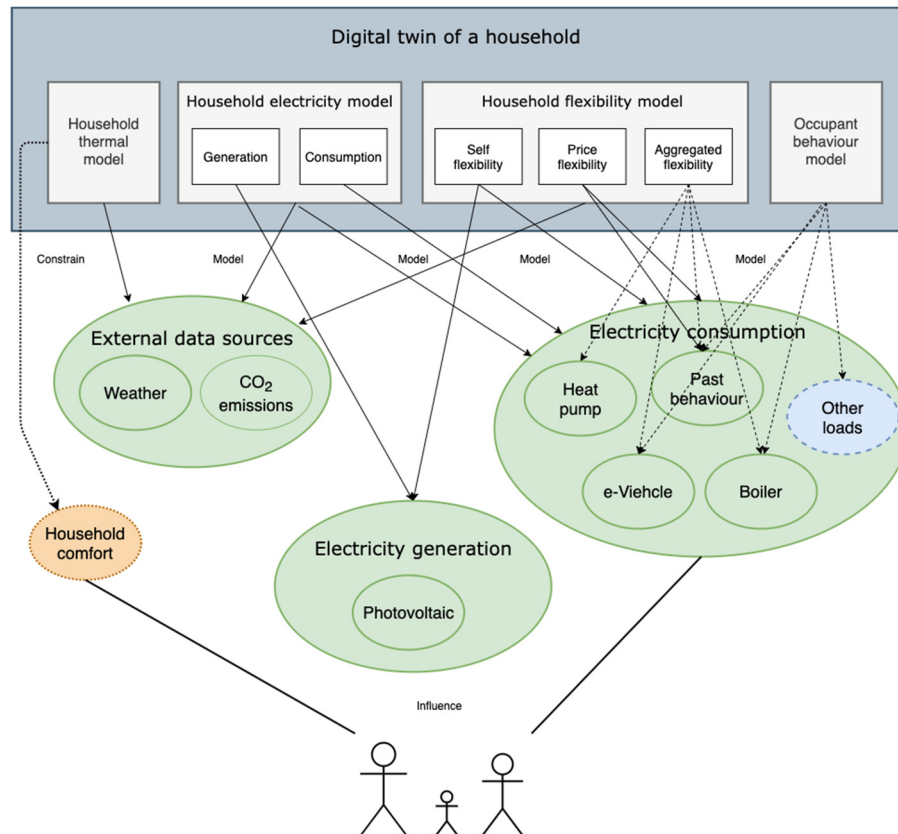 Digital twin of a household
Household
thermal
model
Household electricity model
Generation
Consumption
Household flexibility model
Self
flexibility
Price
flexibility
Aggregated
flexibility
Occupant
behaviour
model
Constrain
Model
Model
Model
Model
External data sources
Weather
CO₂
emissions
Electricity consumption
Heat
pump
Past
behaviour
Other
loads
e-Viehcle
Boiler
Household
comfort
Electricity generation
Photovoltaic
Influence